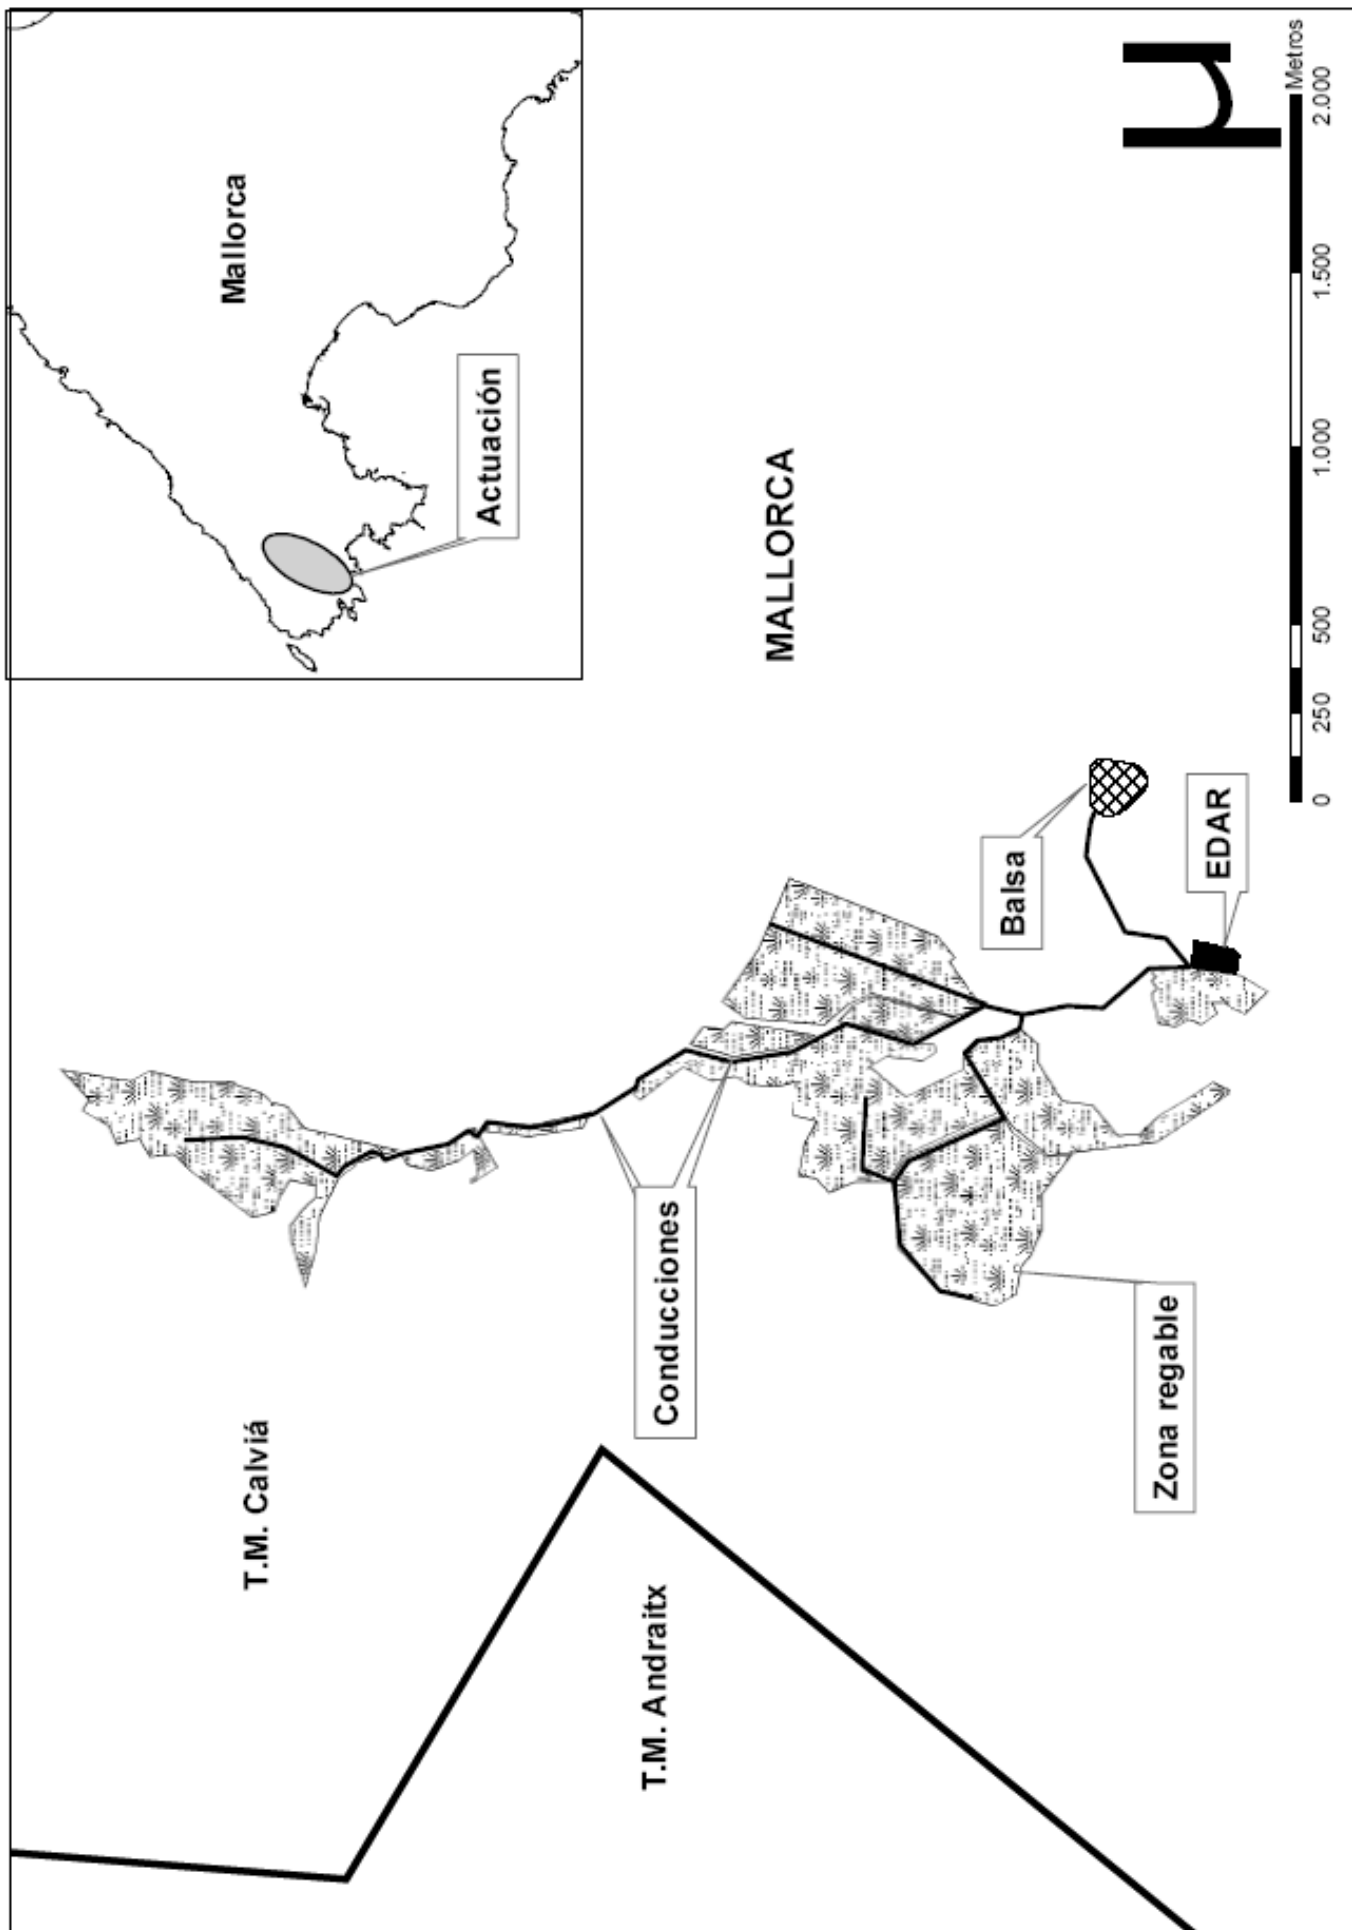 Mallorca
Actuación
MALLORCA
T.M. Calviá
T.M. Andraitx
Conducciones
Zona regable
Balsa
EDAR
µ
0 250 500 1.000 1.500 2.000
Metros